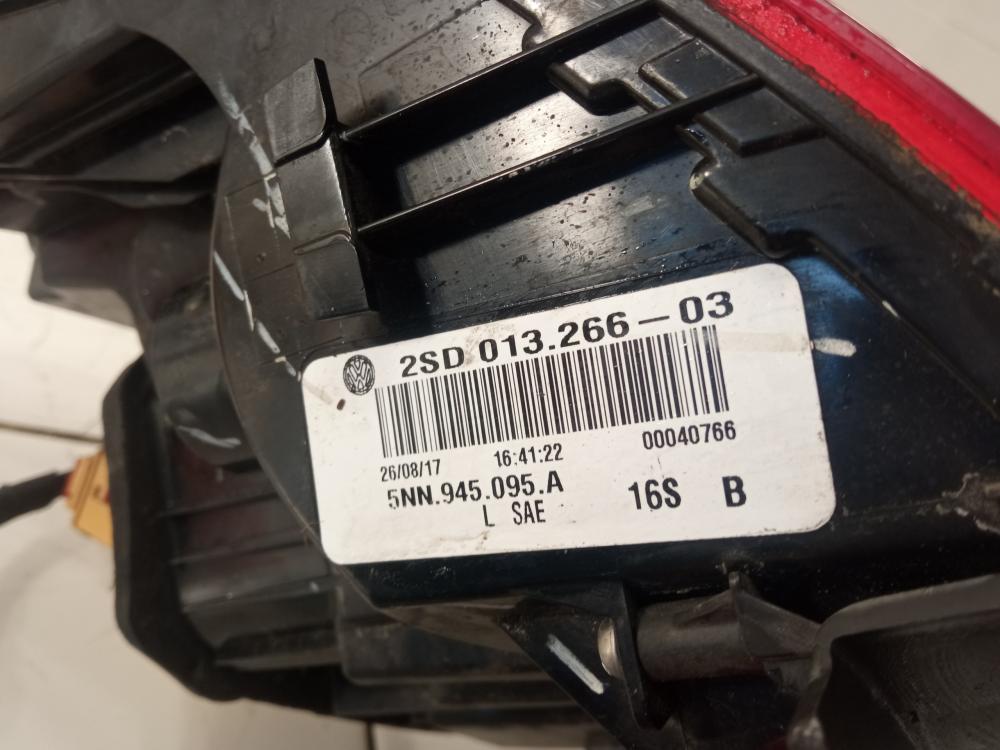 2SD 013.266-03
00040766
26/08/17 16:41:22
5NN.945.095.A
L SAE
16S B